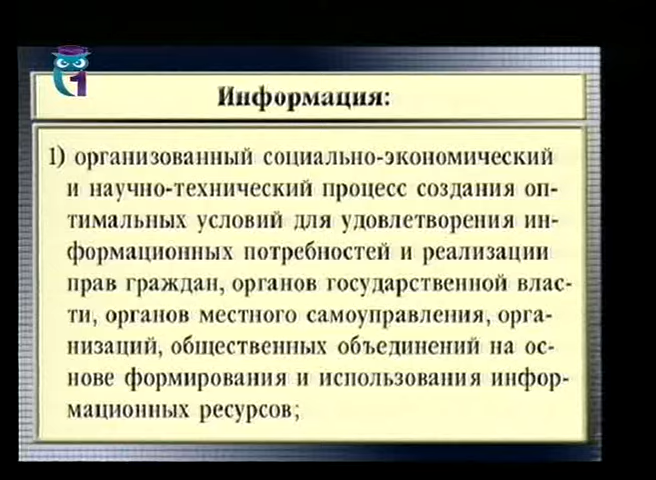 1
Информация:
1) организованный социально-экономический
и научно-технический процесс создания оп-
тимальных условий для удовлетворения ин-
формационных потребностей и реализации
прав граждан, органов государственной влас-
ти, органов местного самоуправления, орга-
низаций, общественных объединений на ос-
нове формирования и использования инфор-
мационных ресурсов;